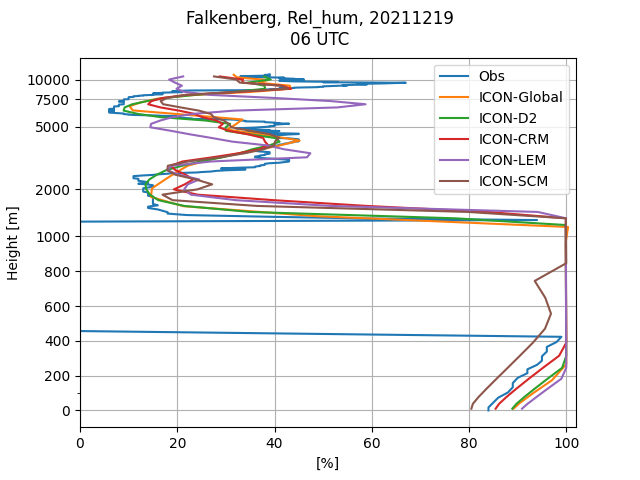 Falkenberg, Rel_hum, 20211219
06 UTC
10000
7500
5000
2000
1000
800
600
400
200
0
Height [m]
Obs
ICON-Global
ICON-D2
ICON-CRM
ICON-LEM
ICON-SCM
0 20 40 60 80 100
[%]